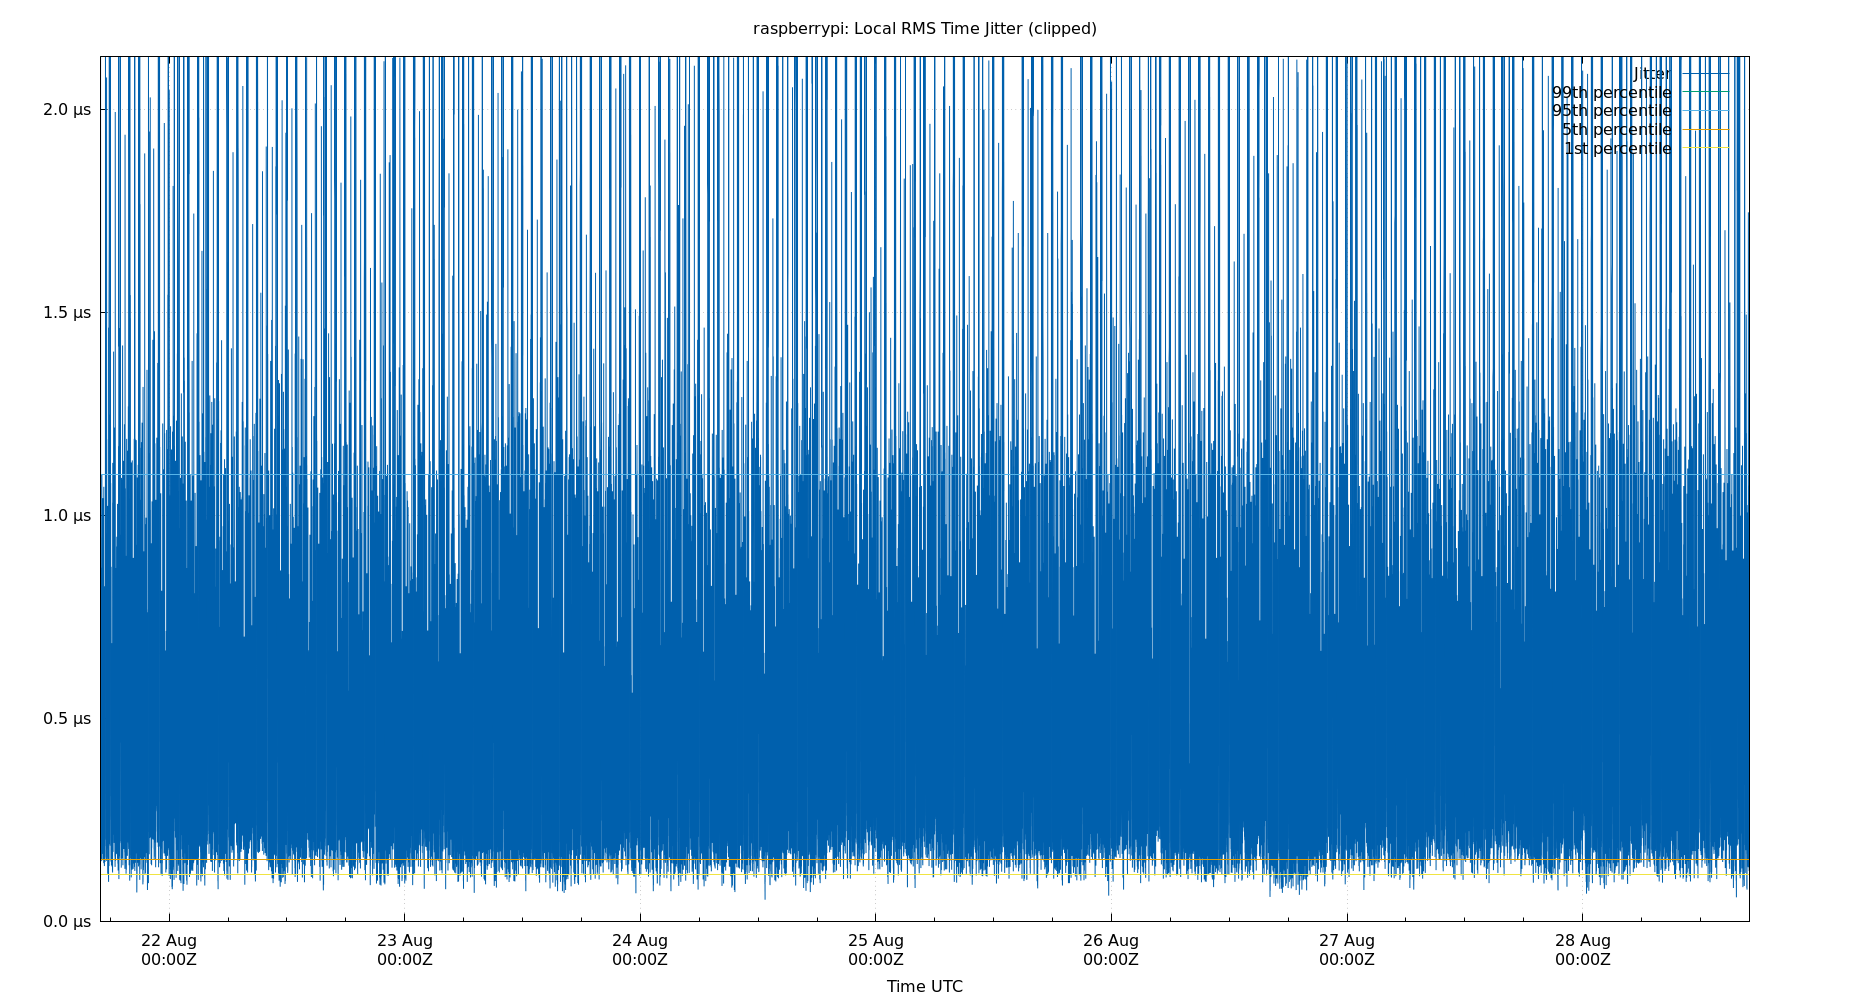 raspberrypi: Local RMS Time Jitter (clipped)
Jitter
99th percentile
95th percentile
5th percentile
1st percentile
2.0 µs
1.5 µs
1.0 µs
0.5 µs
0.0 µs
22 Aug 23 Aug 24 Aug 25 Aug 26 Aug 27 Aug 28 Aug
00:00Z 00:00Z 00:00Z 00:00Z 00:00Z 00:00Z 00:00Z
Time UTC